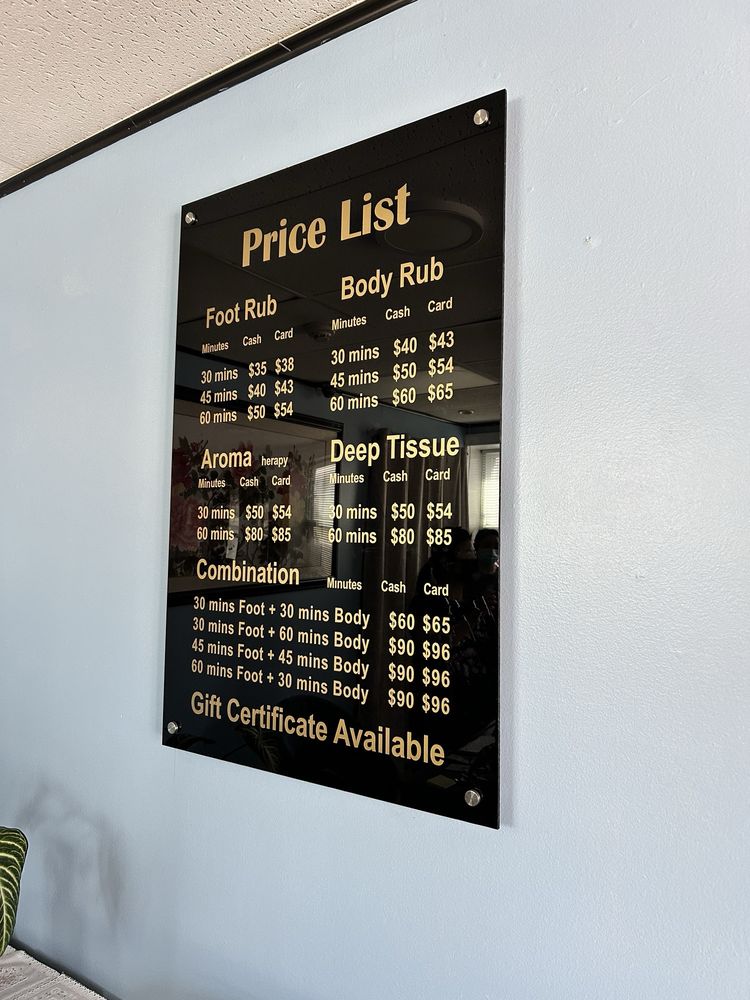 Price List
Foot Rub
Minutes Cash Card
30 mins $35 $38
45 mins $40 $43
60 mins $50 $54
Body Rub
Minutes Cash Card
30 mins $40 $43
45 mins $50 $54
60 mins $60 $65
Aroma herapy
Minutes Cash Card
30 mins $50 $54
60 mins $80 $85
Deep Tissue
Minutes Cash Card
30 mins $50 $54
60 mins $80 $85
Combination Minutes Cash Card
30 mins Foot + 30 mins Body $60 $65
30 mins Foot + 60 mins Body $90 $96
45 mins Foot + 45 mins Body $90 $96
60 mins Foot + 30 mins Body $90 $96
Gift Certificate Available